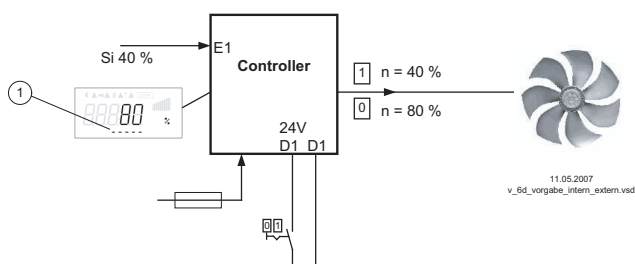 Si 40 %
E1
Controller
1 n = 40 %
0 n = 80 %
1
80
%
24V
D1 D1
0 1
11.05.2007
v_6d_vorgabe_intern_extern.vsd